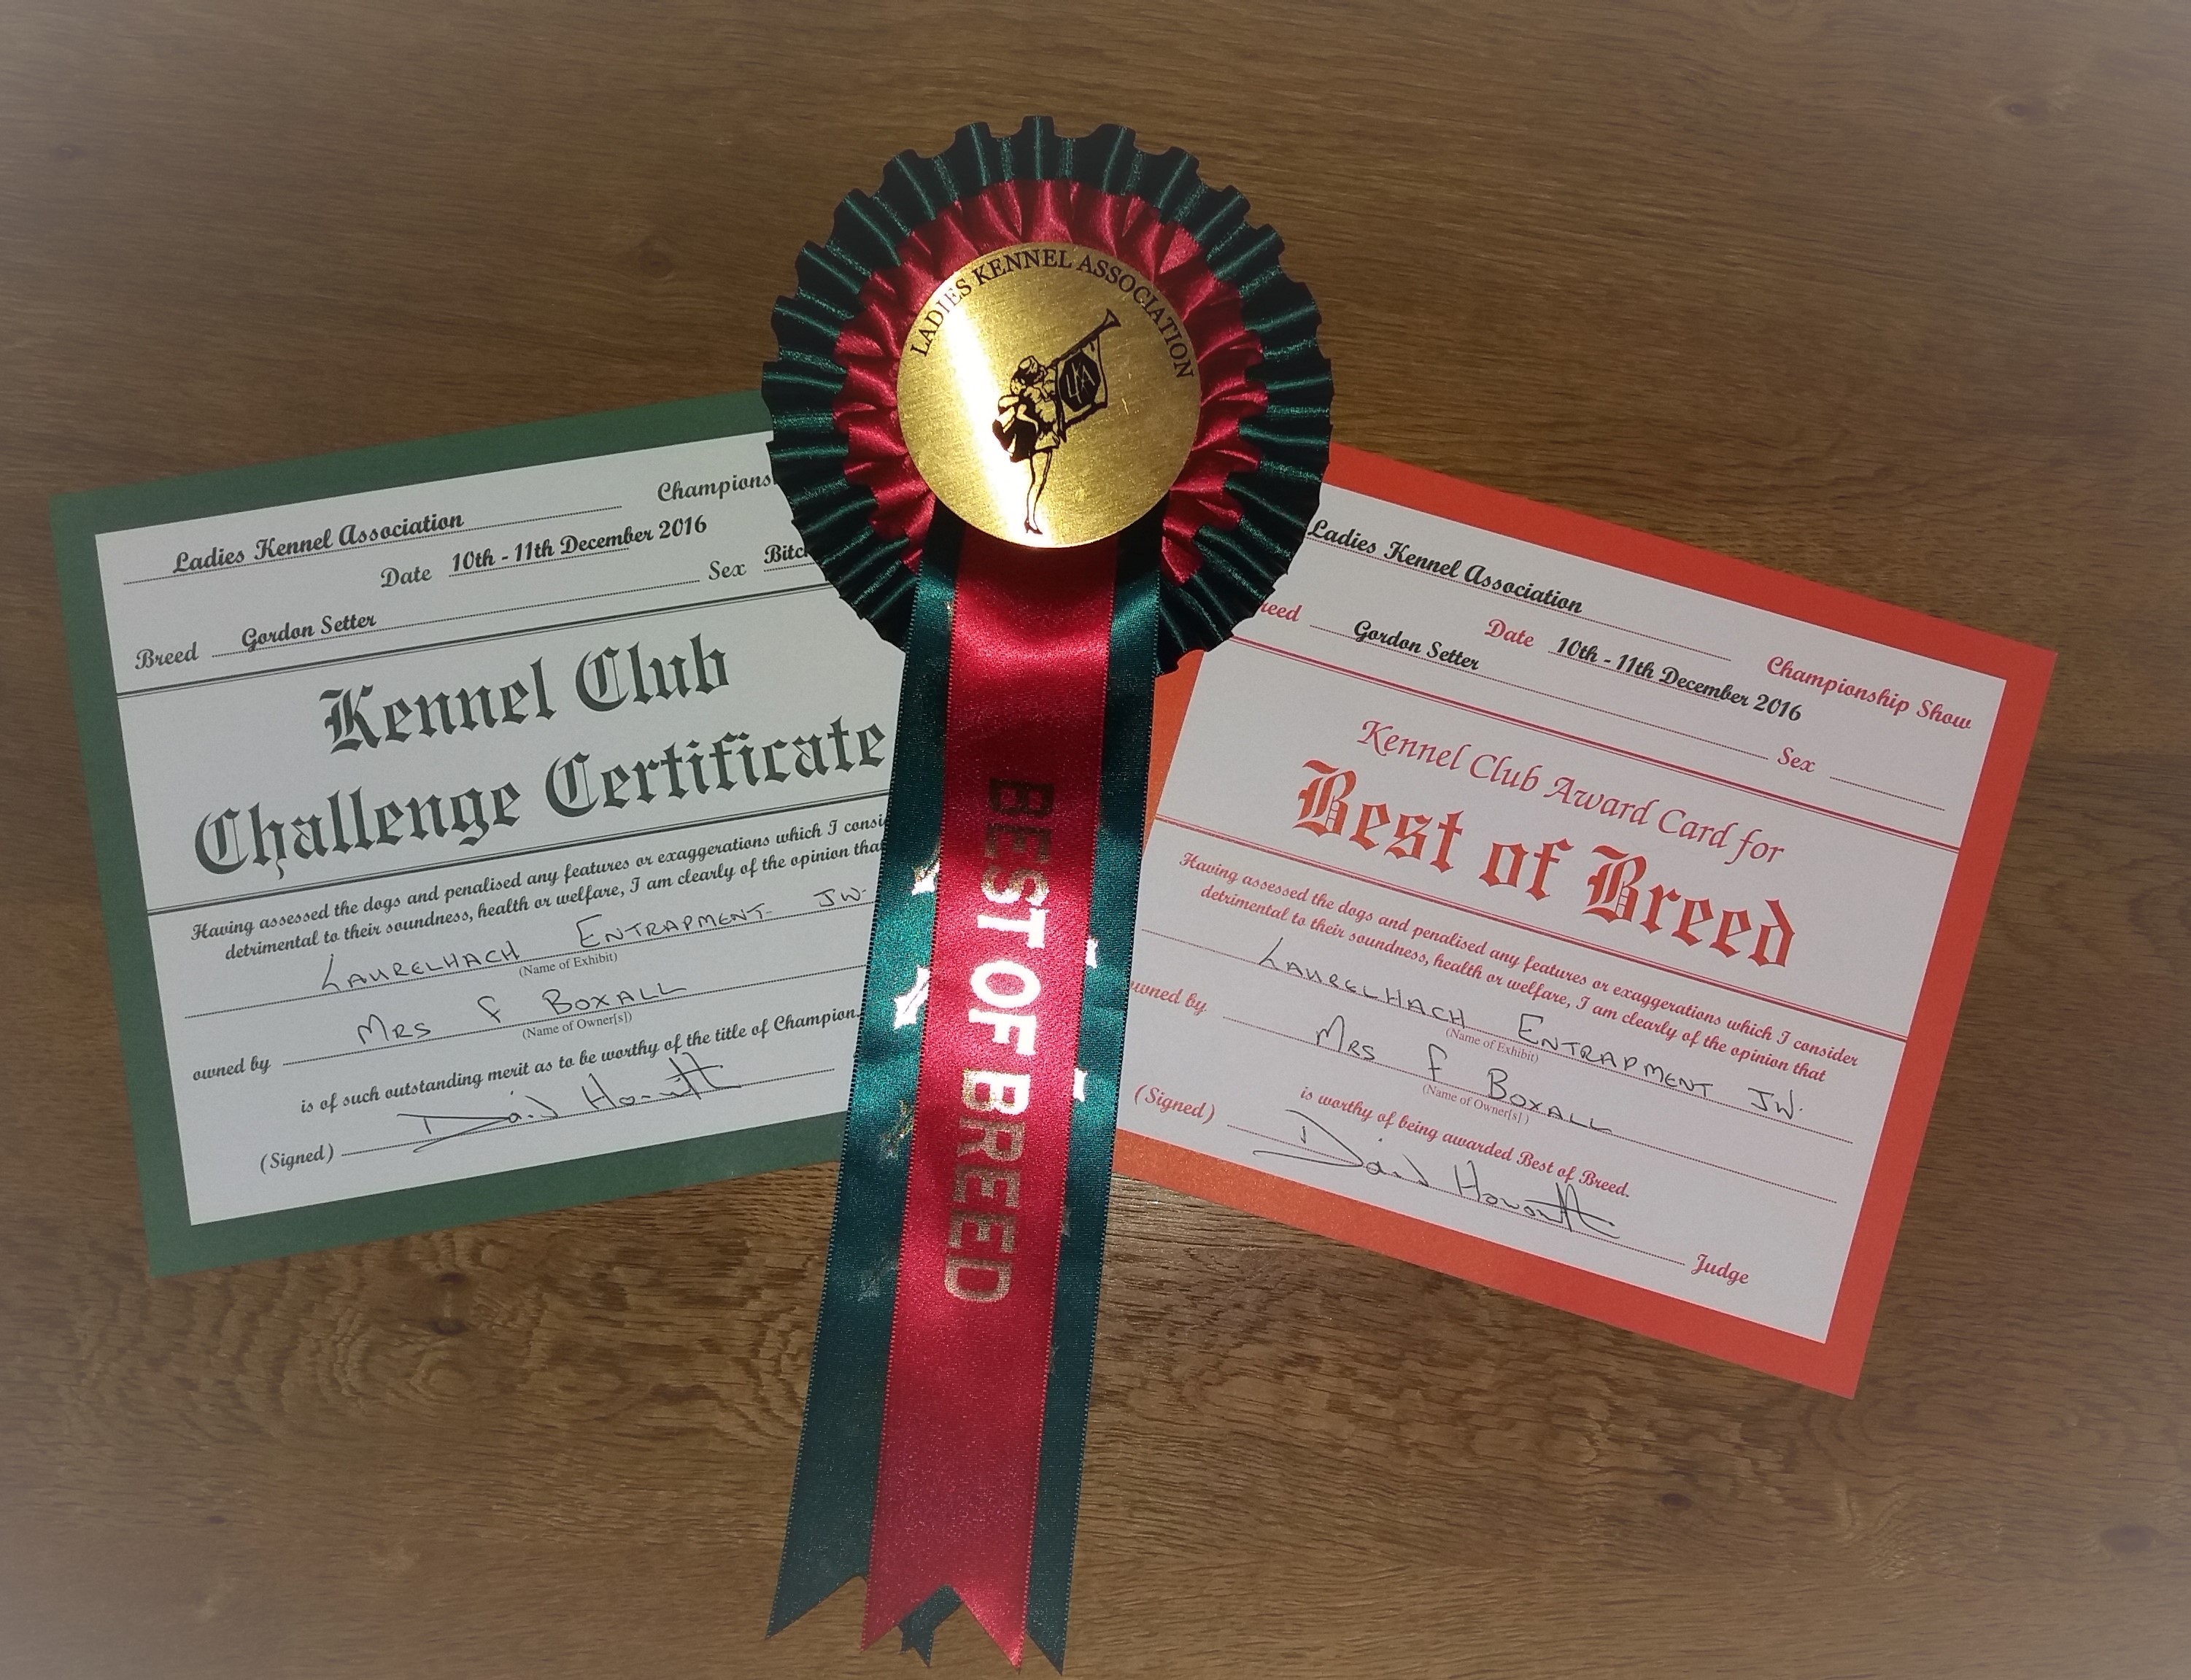 LADIES KENNEL ASSOCIATION
LKA
BEST OF BREED
Ladies Kennel Association
Date 10th - 11th December 2016
Breed Gordon Setter Sex
Kennel Club
Challenge Certificate
Having assessed the dogs and penalised any features or exaggerations which I
detrimental to their soundness, health or welfare, I am clearly of the opinion
LAURELHACH ENTRAPMENT JW.
(Name of Exhibit)
owned by MRS F BOXALL
(Name of Owner[s])
is of such outstanding merit as to be worthy of the title of Champion.
(Signed) David Howarth
Ladies Kennel Association Championship Show
Date 10th - 11th December 2016
Gordon Setter Sex
Kennel Club Award Card for
Best of Breed
Having assessed the dogs and penalised any features or exaggerations which I consider
detrimental to their soundness, health or welfare, I am clearly of the opinion that
LAURELHACH ENTRAPMENT JW.
(Name of Exhibit)
by MRS F BOXALL
(Name of Owner[s])
is worthy of being awarded Best of Breed.
(Signed) David Howarth Judge